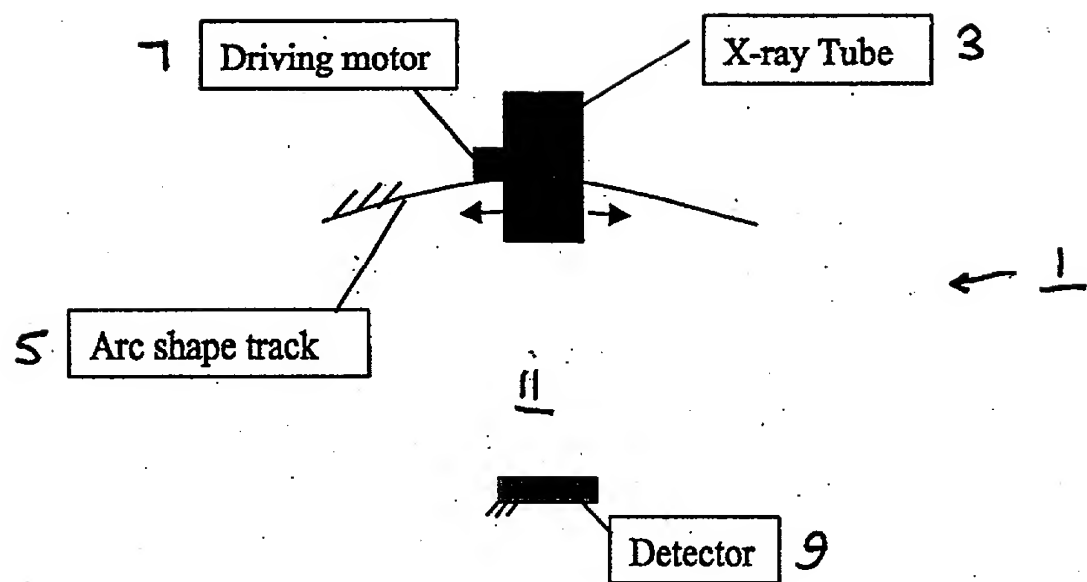 7 Driving motor
X-ray Tube 3
1
5 Arc shape track
11
Detector 9